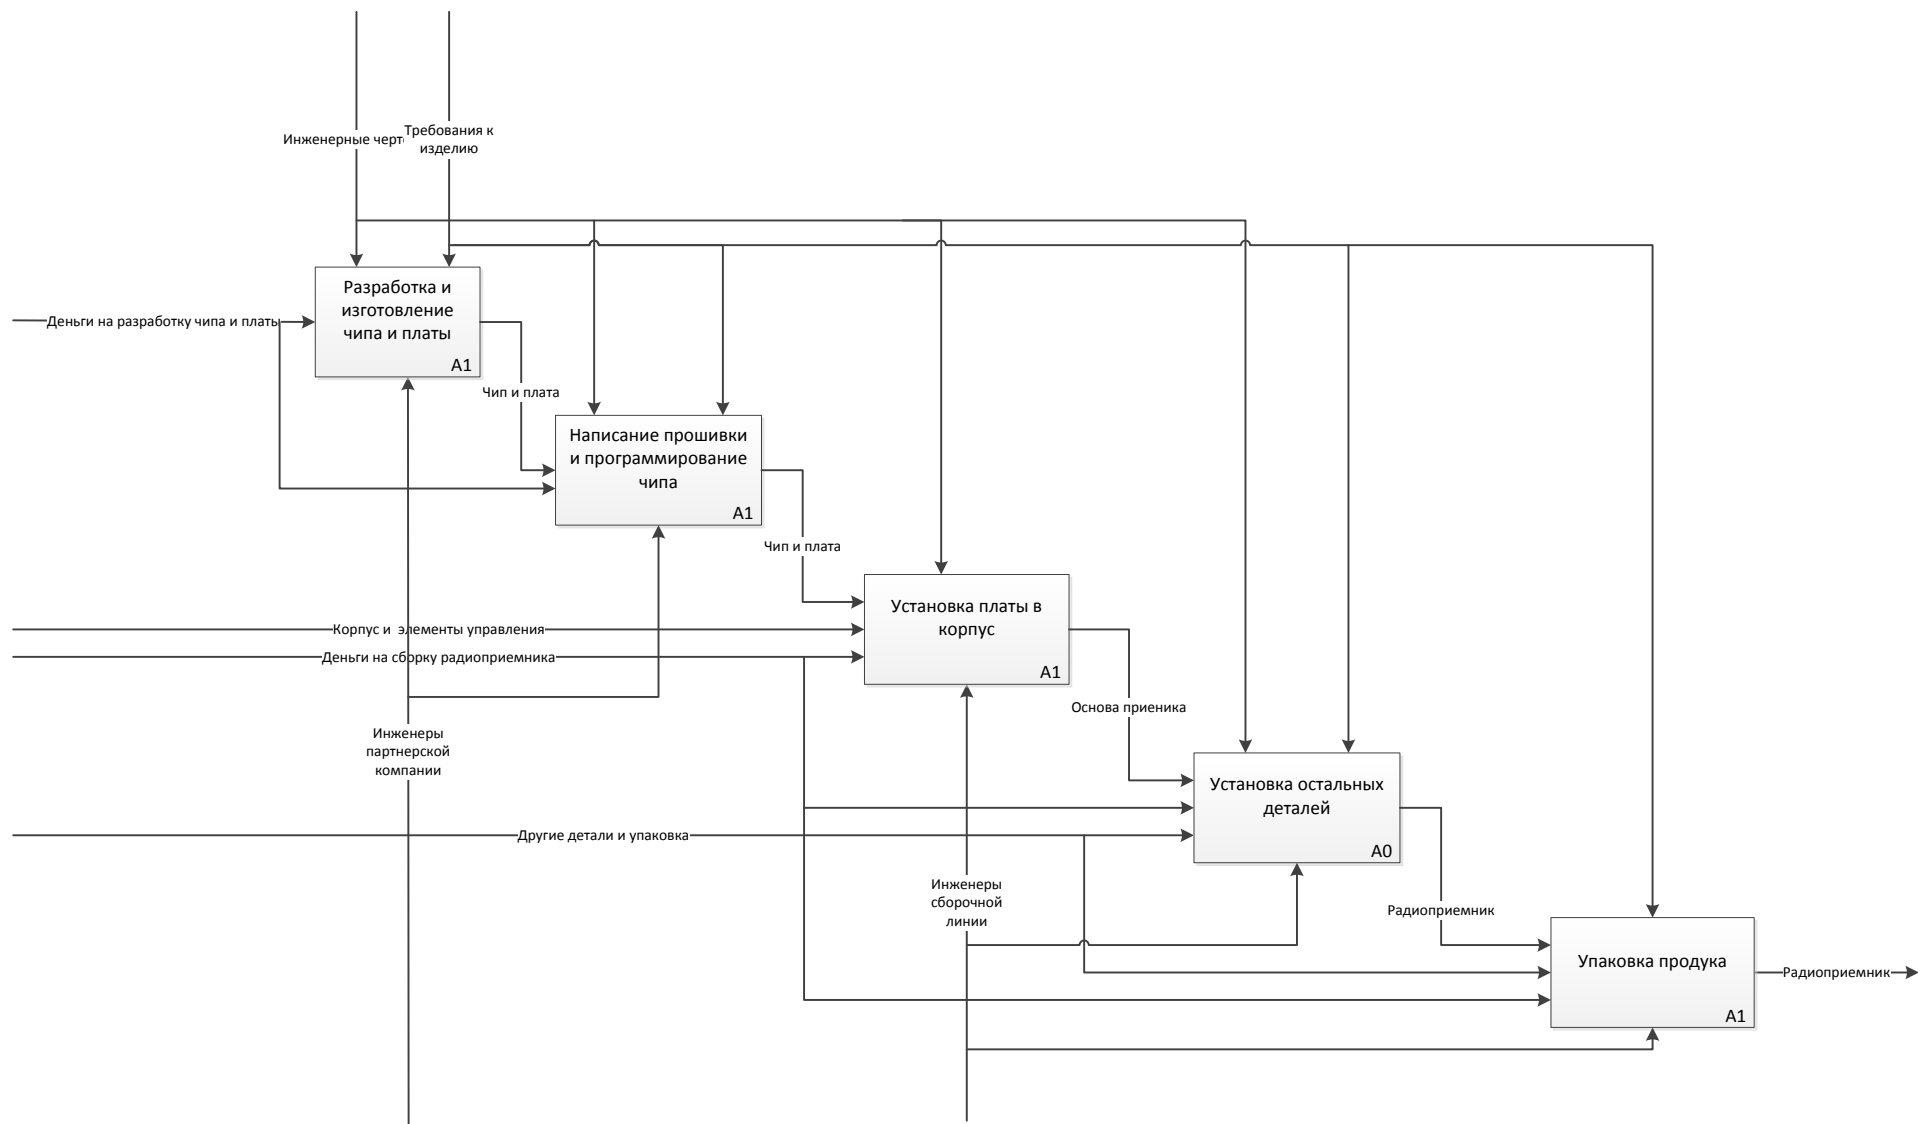 Инженерные черт
Требования к
изделию
Разработка и
изготовление
чипа и платы
A1
Деньги на разработку чипа и платы
Чип и плата
Написание прошивки
и программирование
чипа
A1
Чип и плата
Установка платы в
корпус
A1
Корпус и элементы управления
Деньги на сборку радиоприемника
Основа приеника
Инженеры
партнерской
компании
Установка остальных
деталей
A0
Другие детали и упаковка
Инженеры
сборочной
линии
Радиоприемник
Упаковка продука
A1
Радиоприемник